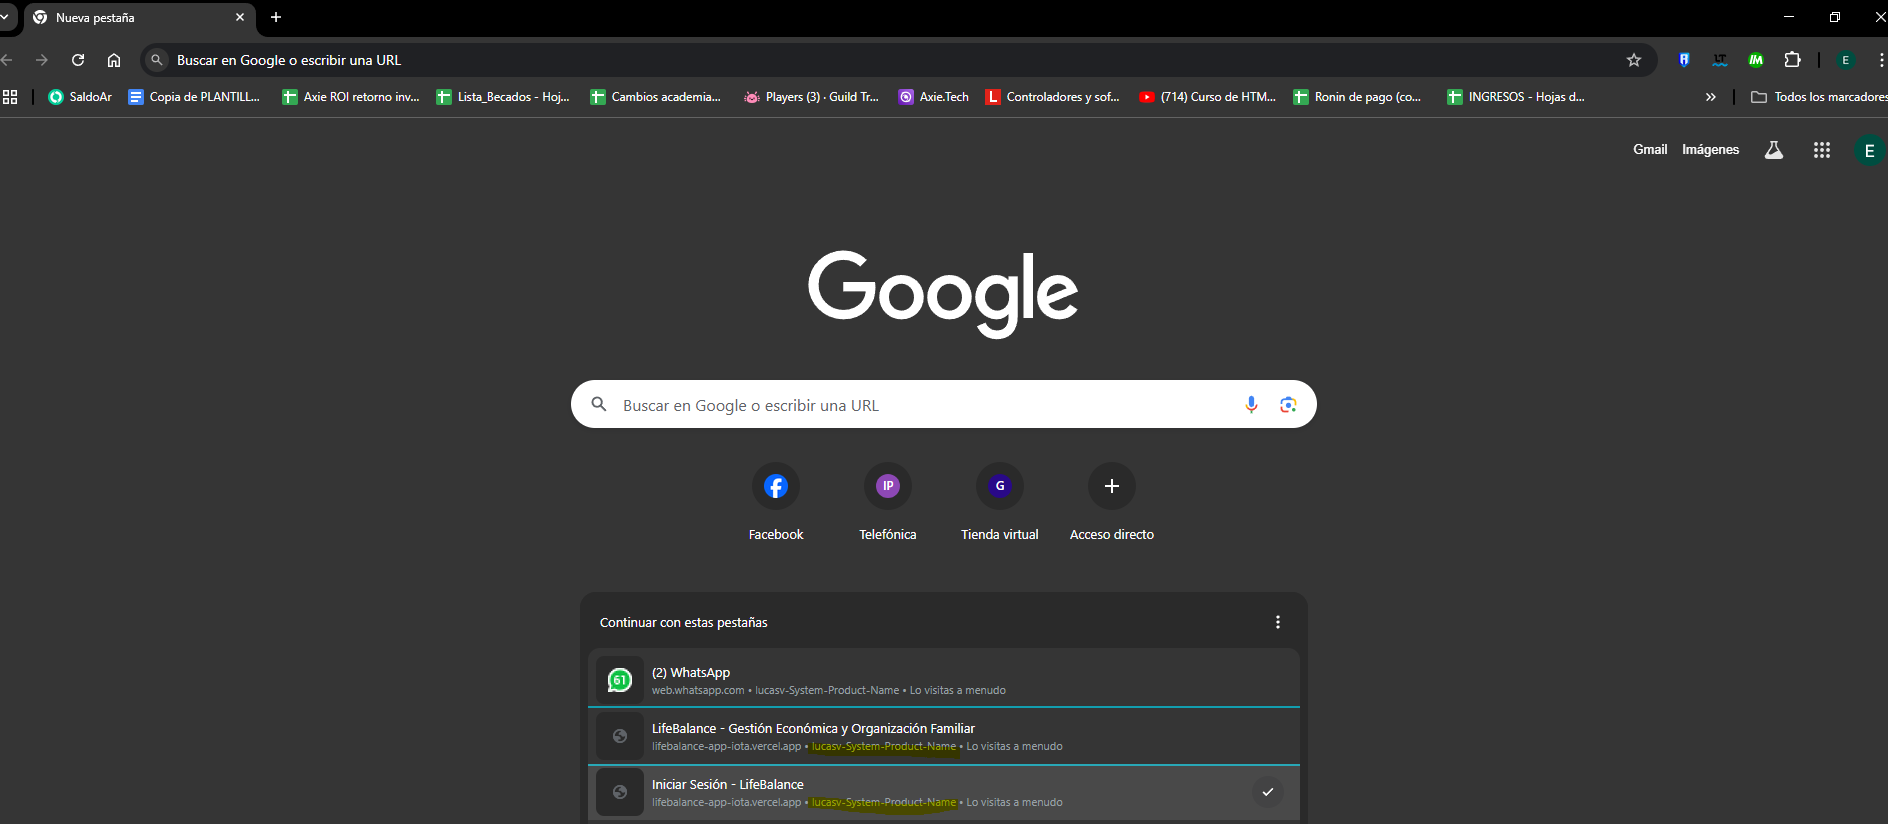 Nueva pestaña
Buscar en Google o escribir una URL
E
SaldoAr
Copia de PLANTILL...
Axie ROI retorno inv...
Lista_Becados - Hoj...
Cambios academia...
Players (3) · Guild Tr...
Axie.Tech
L Controladores y sof...
(714) Curso de HTM...
Ronin de pago (co...
INGRESOS - Hojas d...
Todos los marcadores
Gmail Imágenes
E
Google
Buscar en Google o escribir una URL
IP
G
Facebook
Telefónica
Tienda virtual
Acceso directo
Continuar con estas pestañas
61
(2) WhatsApp
web.whatsapp.com • lucasv-System-Product-Name • Lo visitas a menudo
LifeBalance - Gestión Económica y Organización Familiar
lifebalance-app-iota.vercel.app • lucasv-System-Product-Name • Lo visitas a menudo
Iniciar Sesión - LifeBalance
lifebalance-app-iota.vercel.app • lucasv-System-Product-Name • Lo visitas a menudo